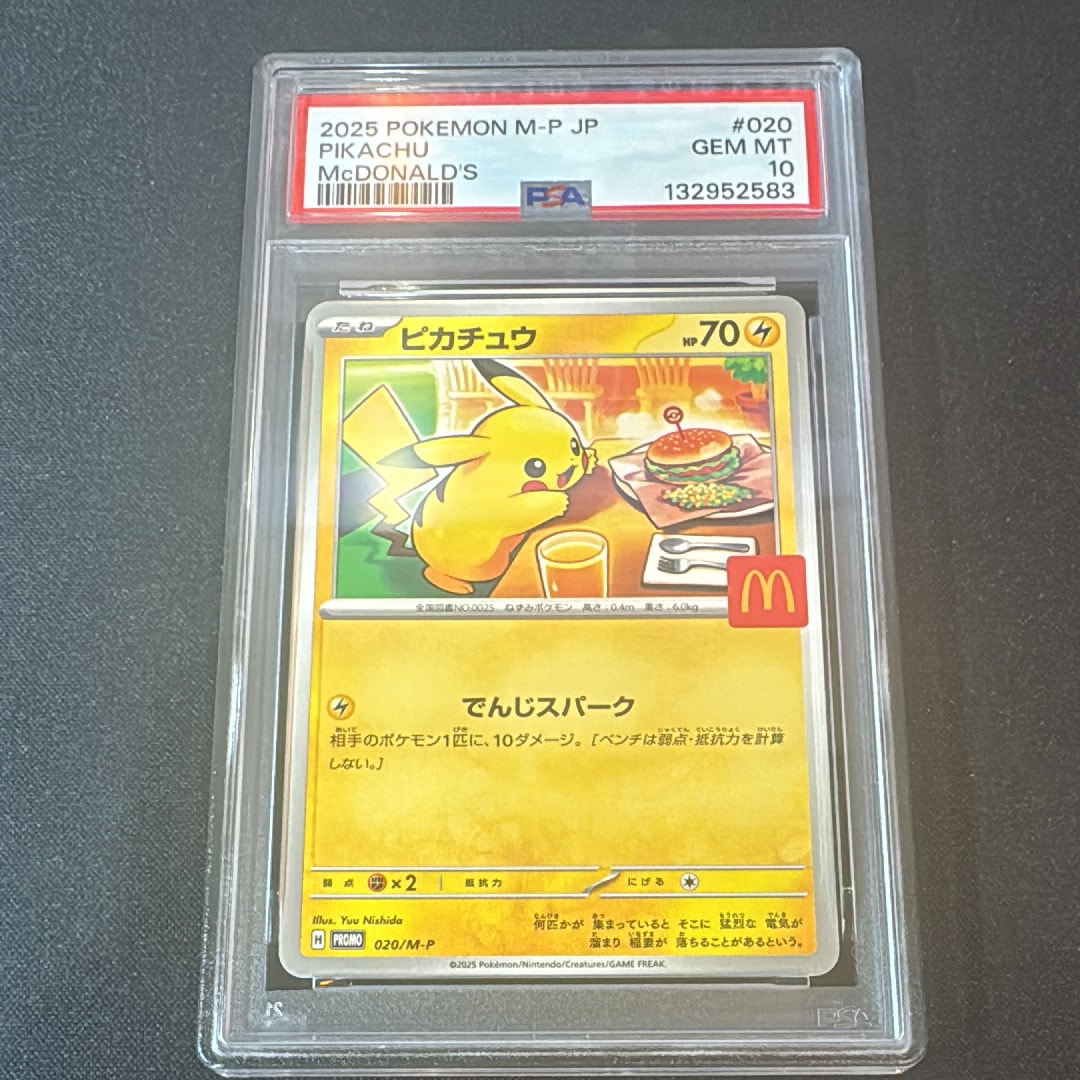 2025 POKEMON M-P JP
#020
PIKACHU
GEM MT
McDONALD'S
10
PSA
132952583
たね
ピカチュウ
HP70
全国図鑑NO.0025 ねずみポケモン 高さ:0.4m 重さ:6.0kg
でんじスパーク
相手のポケモン1匹に、10ダメージ。[ベンチは弱点・抵抗力を計算
しない。]
弱点 ×2 抵抗力 にげる
Illus. Yuu Nishida
何匹かが 集まっていると そこに 猛烈な 電気が
溜まり 稲妻が 落ちることがあるという。
H PROMO 020/M-P
©2025 Pokémon/Nintendo/Creatures/GAME FREAK.
PSA